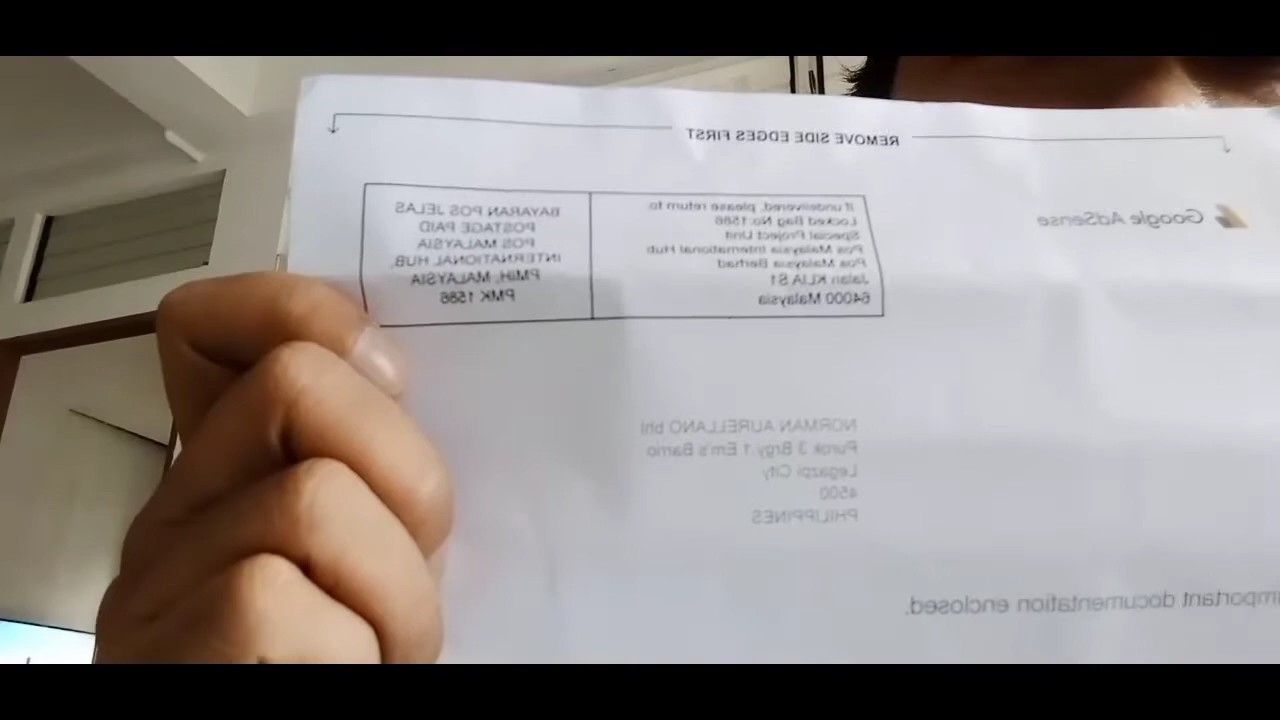 REMOVE SIDE EDGES FIRST
Google AdSense
If undelivered, please return to:
Locked Bag No.1586
Special Project Unit
Pos Malaysia International Hub
Pos Malaysia Berhad
Jalan KLIA S1
64000 Malaysia
BAYARAN POS JELAS
POSTAGE PAID
POS MALAYSIA
INTERNATIONAL HUB,
PMIH, MALAYSIA
PMK 1586
NORMAN AURELLANO bhl
Purok 3 Brgy 1 Em's Barrio
Legazpi City
4500
PHILIPPINES
mportant documentation enclosed.